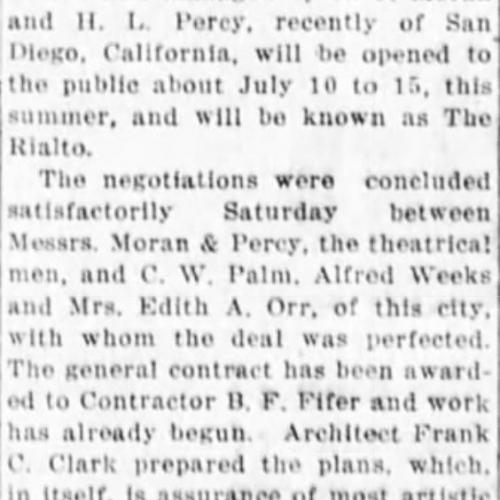 and H. L. Percy, recently of San
Diego, California, will be opened to
the public about July 10 to 15, this
summer, and will be known as The
Rialto.
The negotiations were concluded
satisfactorily Saturday between
Messrs. Moran & Percy, the theatrical
men, and C. W. Palm, Alfred Weeks
and Mrs. Edith A. Orr, of this city,
with whom the deal was perfected.
The general contract has been award-
ed to Contractor B. F. Fifer and work
has already begun. Architect Frank
C. Clark prepared the plans, which,
in itself, is assurance of most artistic